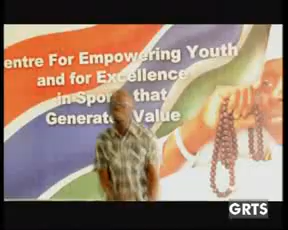 entre For Empowering Youth
and for Excellence
in Sports that
Generate Value
GRTS